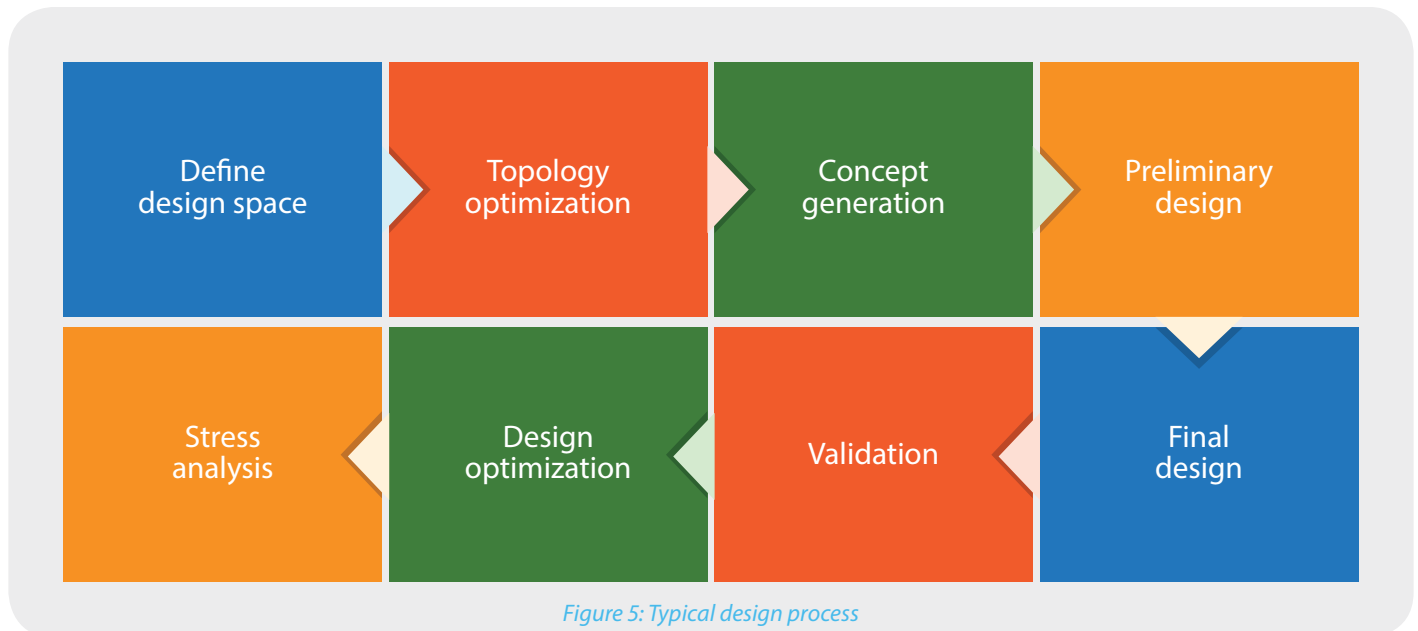 Define
design space
Topology
optimization
Concept
generation
Preliminary
design
Stress
analysis
Design
optimization
Validation
Final
design
Figure 5: Typical design process